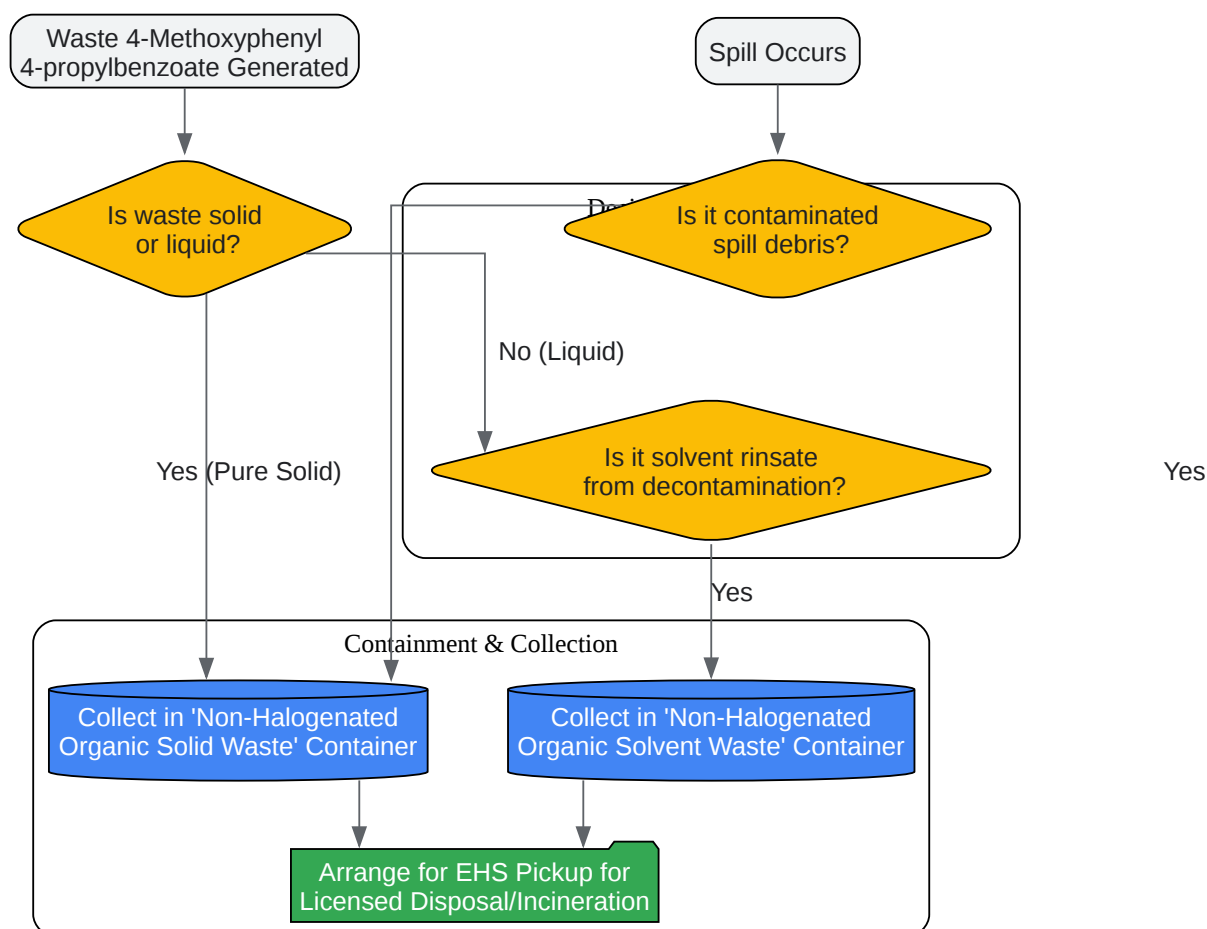 Waste 4-Methoxyphenyl
4-propylbenzoate Generated
Spill Occurs
Is waste solid
or liquid?
Is it contaminated
spill debris?
No (Liquid)
Is it solvent rinsate
from decontamination?
Yes (Pure Solid)
Yes
Yes
Containment & Collection
Collect in 'Non-Halogenated
Organic Solid Waste' Container
Collect in 'Non-Halogenated
Organic Solvent Waste' Container
Arrange for EHS Pickup for
Licensed Disposal/Incineration